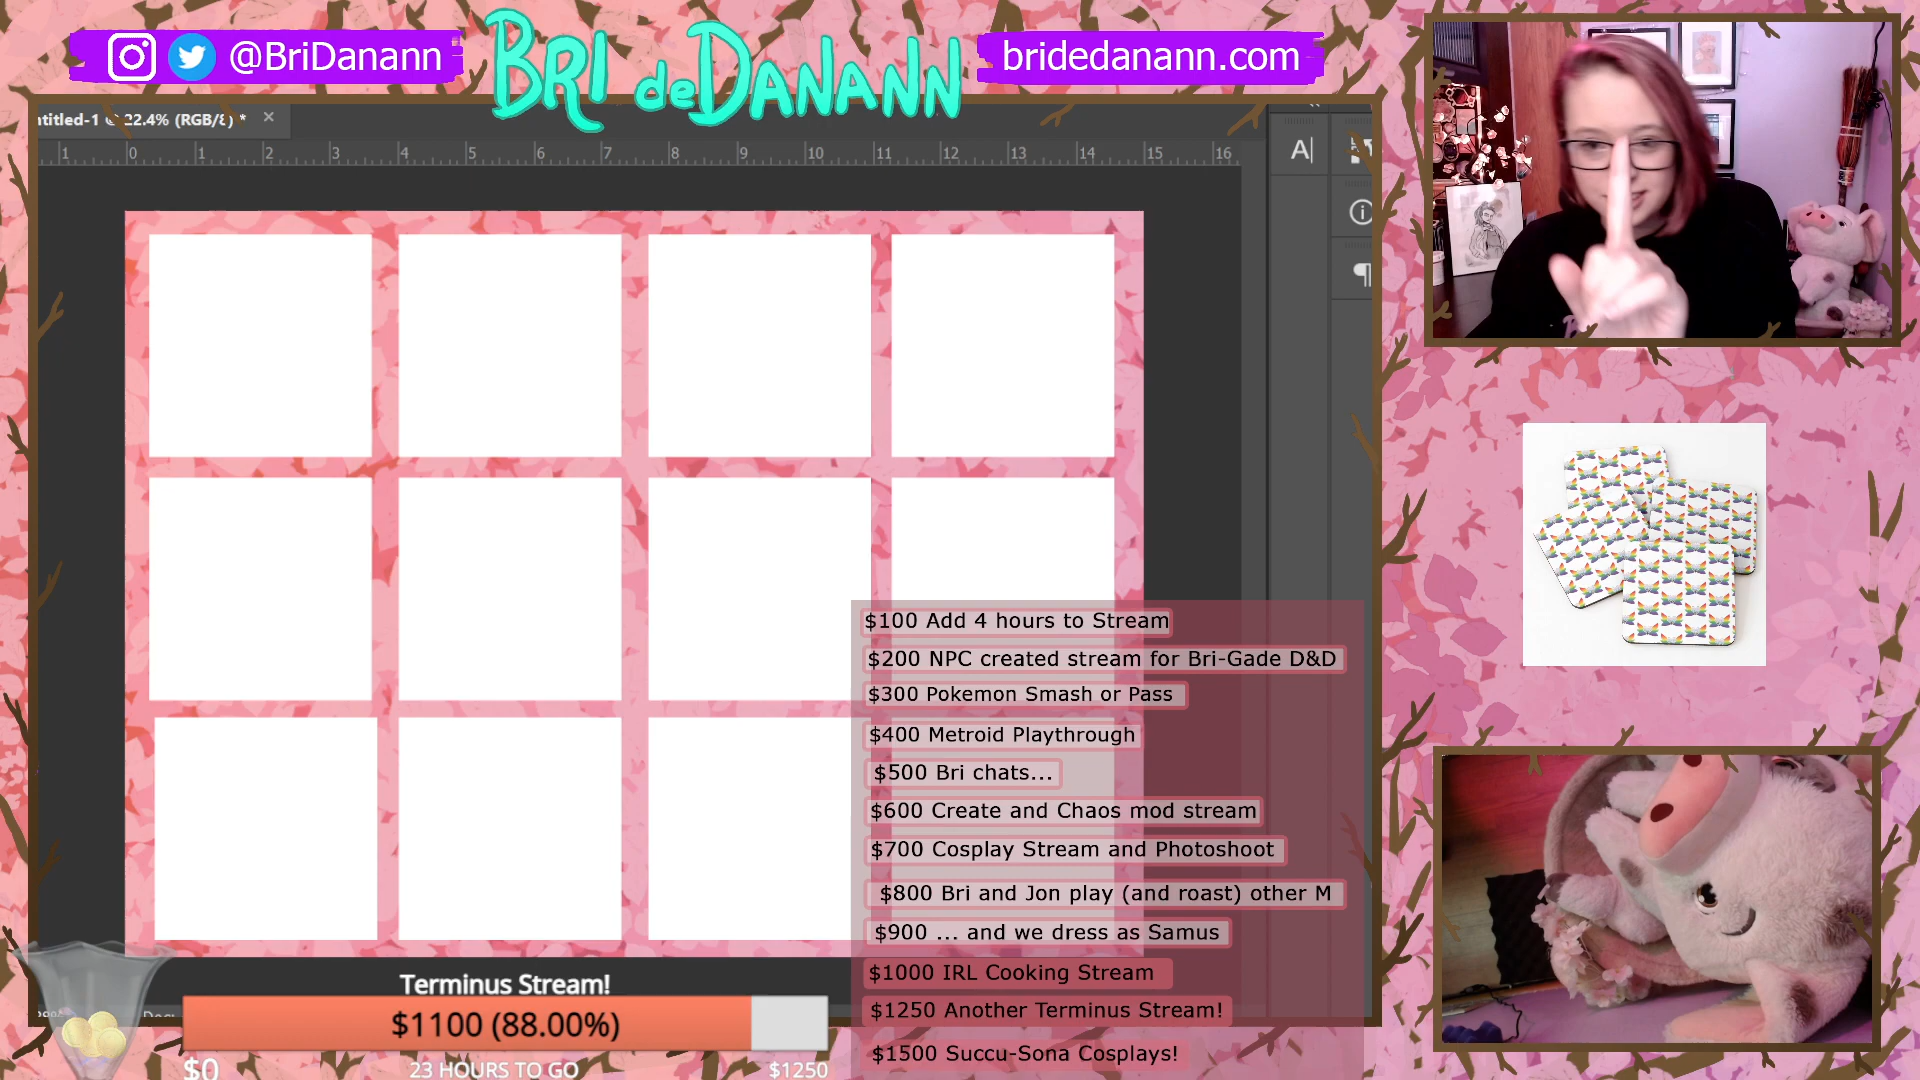 @BriDanann
BRI deDANANN
bridedanann.com
ntitled-1 @ 22.4% (RGB/8) *
1 0 1 2 3 4 5 6 7 8 9 10 11 12 13 14 15 16
A
$100 Add 4 hours to Stream
$200 NPC created stream for Bri-Gade D&D
$300 Pokemon Smash or Pass
$400 Metroid Playthrough
$500 Bri chats...
$600 Create and Chaos mod stream
$700 Cosplay Stream and Photoshoot
$800 Bri and Jon play (and roast) other M
$900 ... and we dress as Samus
$1000 IRL Cooking Stream
$1250 Another Terminus Stream!
$1500 Succu-Sona Cosplays!
Terminus Stream!
$1100 (88.00%)
$0 23 HOURS TO GO $1250